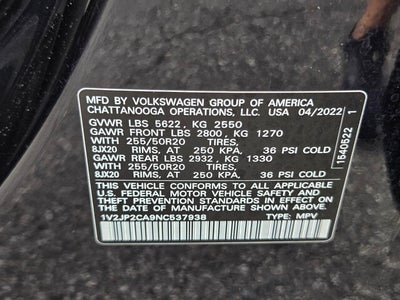 MFD BY VOLKSWAGEN GROUP OF AMERICA
CHATTANOOGA OPERATIONS, LLC. USA 04/2022
GVWR LBS 5622, KG 2550
GAWR FRONT LBS 2800, KG 1270
WITH 255/50R20 TIRES,
8JX20 RIMS, AT 250 KPA, 36 PSI COLD
GAWR REAR LBS 2932, KG 1330
WITH 255/50R20 TIRES,
8JX20 RIMS, AT 250 KPA, 36 PSI COLD
THIS VEHICLE CONFORMS TO ALL APPLICABLE
U.S. FEDERAL MOTOR VEHICLE SAFETY AND
THEFT PREVENTION STANDARDS IN EFFECT ON
THE DATE OF MANUFACTURE SHOWN ABOVE.
1V2JP2CA9NC537938 TYPE: MPV
1540522 1